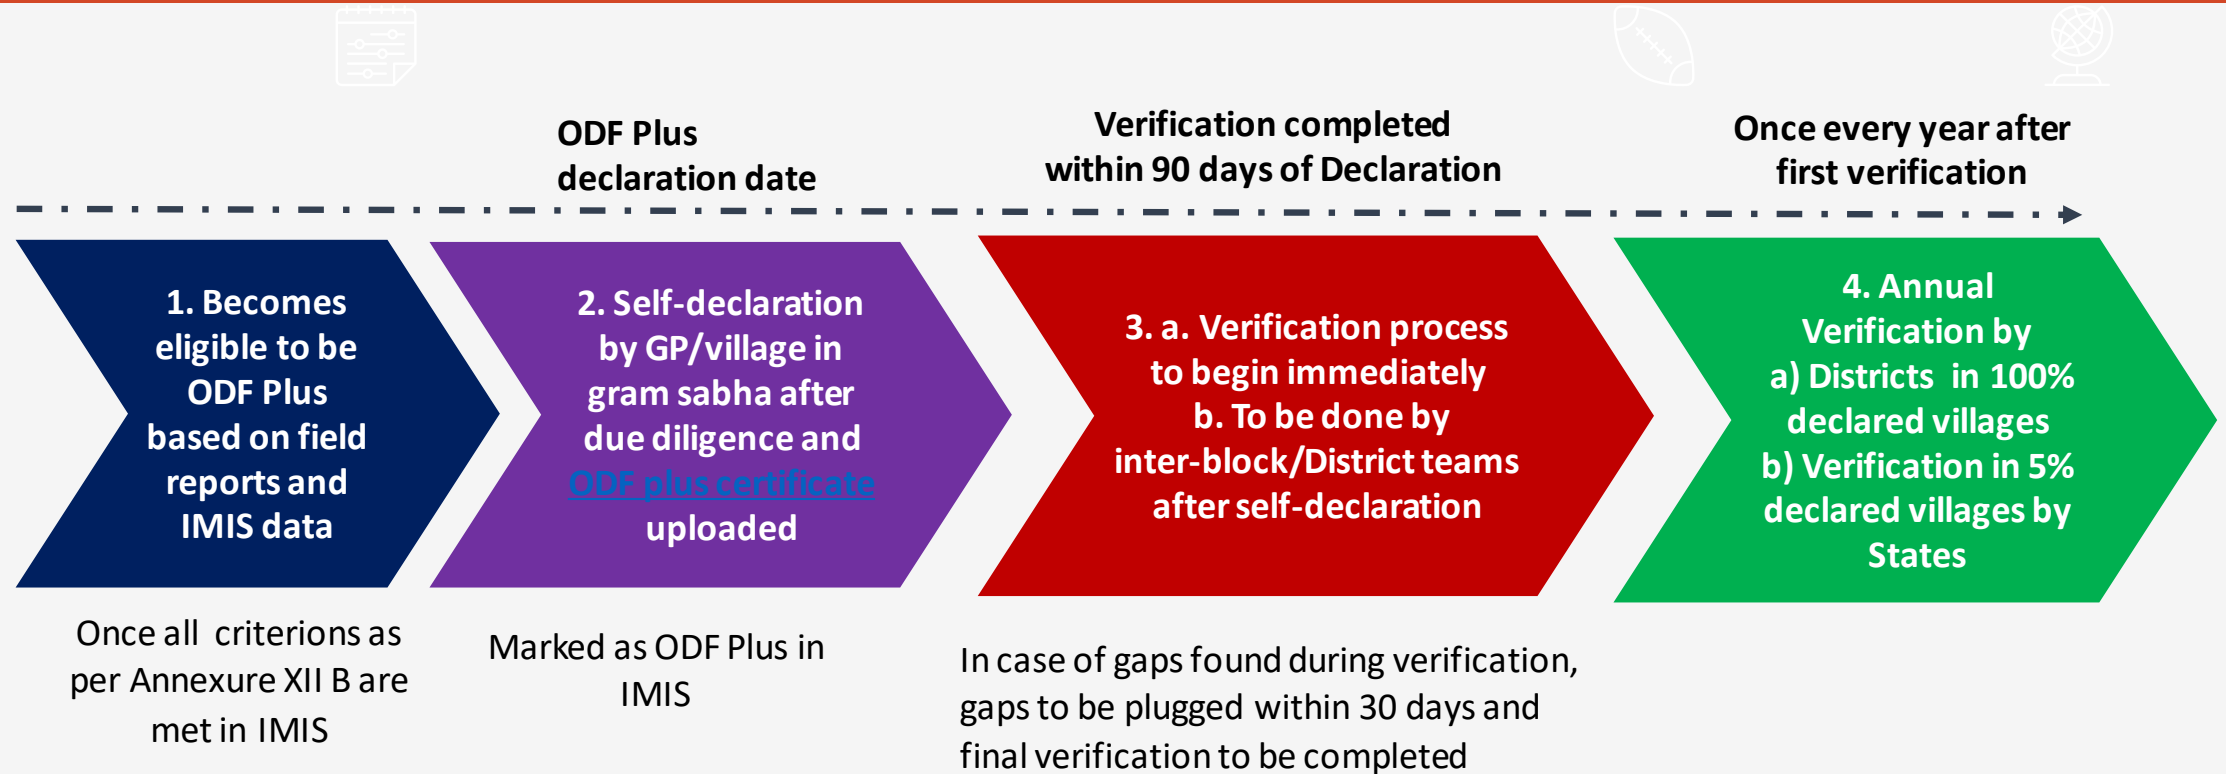 ODF Plus
declaration date
Verification completed
within 90 days of Declaration
Once every year after
first verification
1. Becomes
eligible to be
ODF Plus
based on field
reports and
IMIS data
2. Self-declaration
by GP/village in
gram sabha after
due diligence and
ODF plus certificate
uploaded
3. a. Verification process
to begin immediately
b. To be done by
inter-block/District teams
after self-declaration
4. Annual
Verification by
a) Districts in 100%
declared villages
b) Verification in 5%
declared villages by
States
Once all criterions as
per Annexure XII B are
met in IMIS
Marked as ODF Plus in
IMIS
In case of gaps found during verification,
gaps to be plugged within 30 days and
final verification to be completed